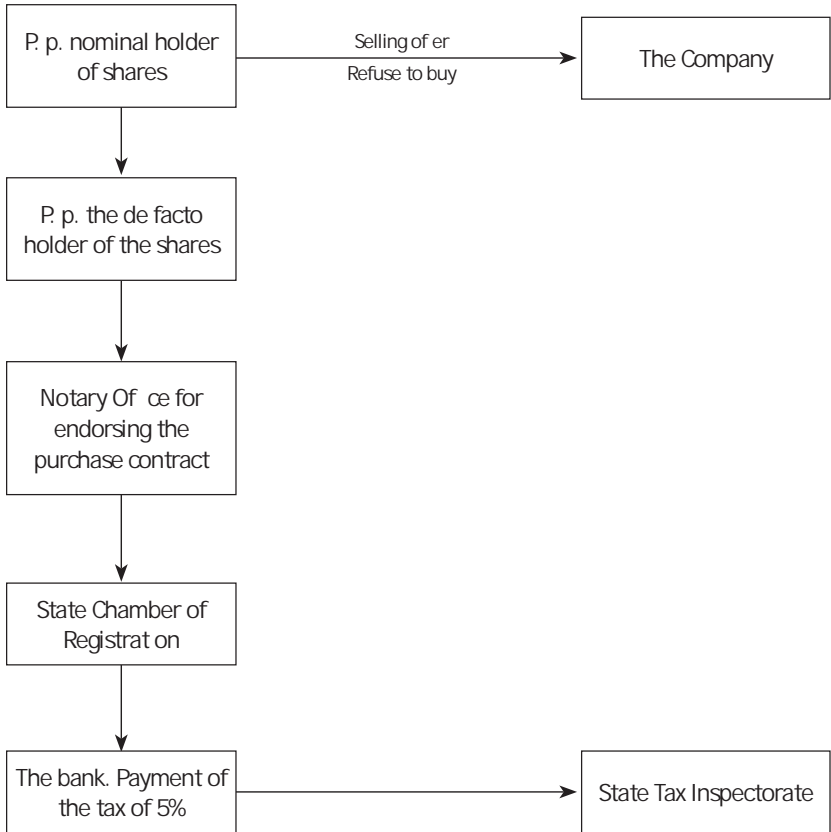 P. p. nominal holder
of shares
Selling of er
Refuse to buy
The Company
P. p. the de facto
holder of the shares
Notary Of ce for
endorsing the
purchase contract
State Chamber of
Registrat on
The bank. Payment of
the tax of 5%
State Tax Inspectorate